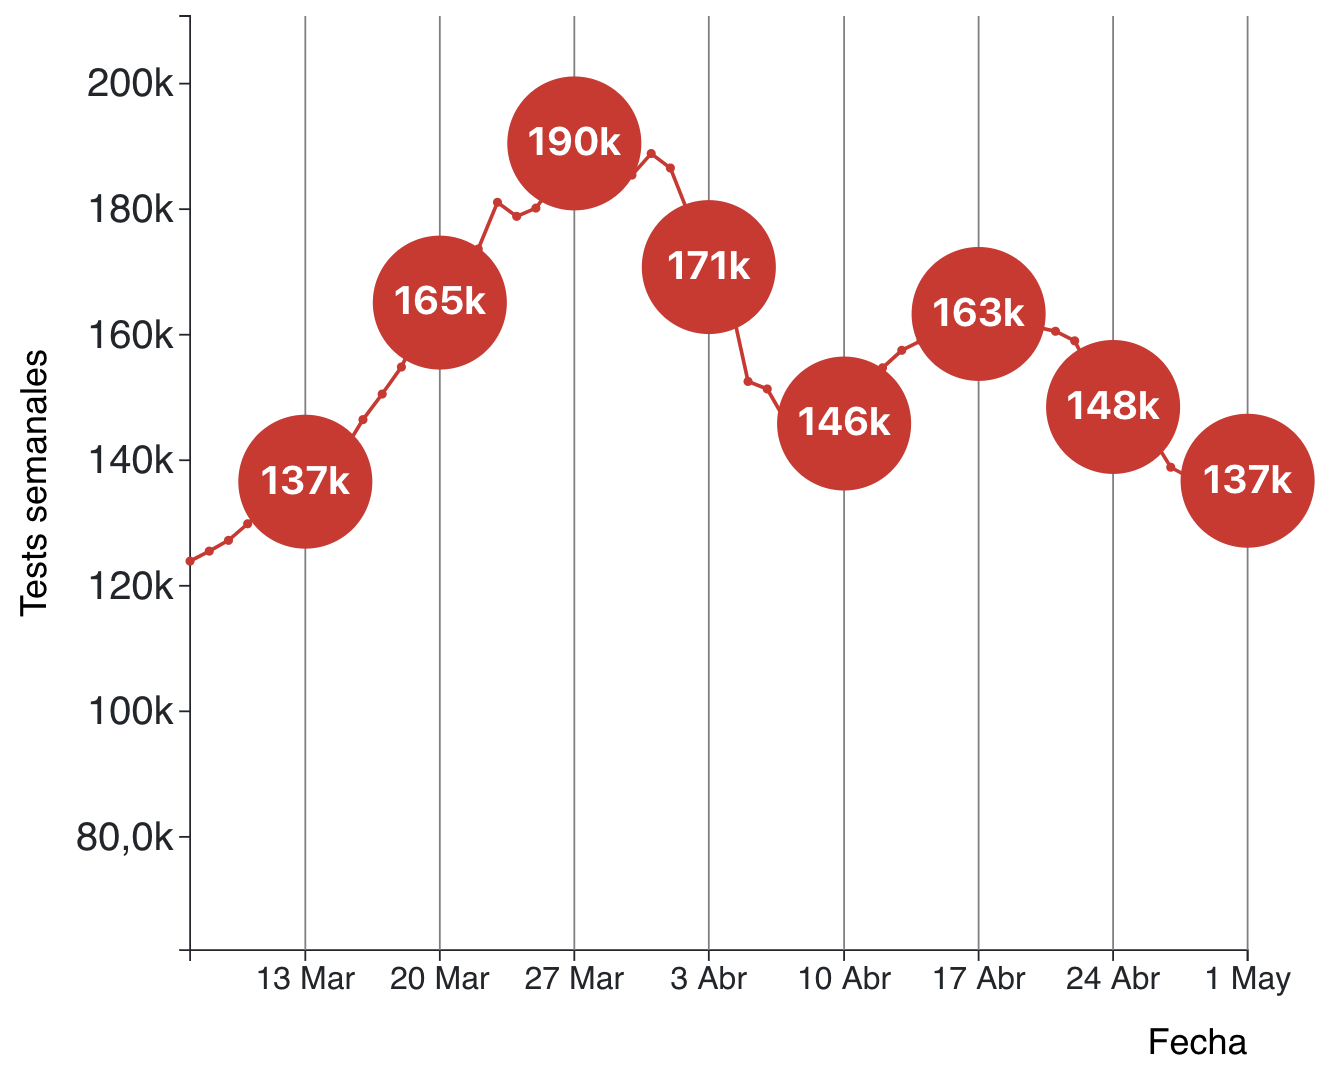 200k
180k
160k
140k
120k
100k
80,0k
Tests semanales
137k
165k
190k
171k
146k
163k
148k
137k
13 Mar
20 Mar
27 Mar
3 Abr
10 Abr
17 Abr
24 Abr
1 May
Fecha